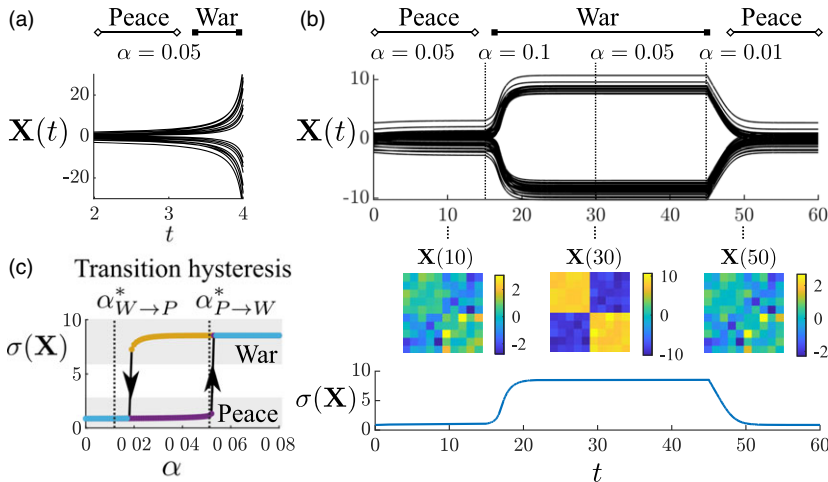 (a)
Peace
War
α = 0.05
30
X(t)
0
-20
2
3
4
t
(b)
Peace
War
Peace
α = 0.05
α = 0.1
α = 0.05
α = 0.01
10
X(t)
0
-10
0
10
20
30
40
50
60
X(10)
X(30)
X(50)
2
0
-2
10
0
-10
2
0
-2
(c)
Transition hysteresis
α*W→P
α*P→W
10
σ(X)
5
0
War
Peace
0
0 02
0 04
0 06
0 08
α
10
σ(X)
5
0
0
10
20
30
40
50
60
t